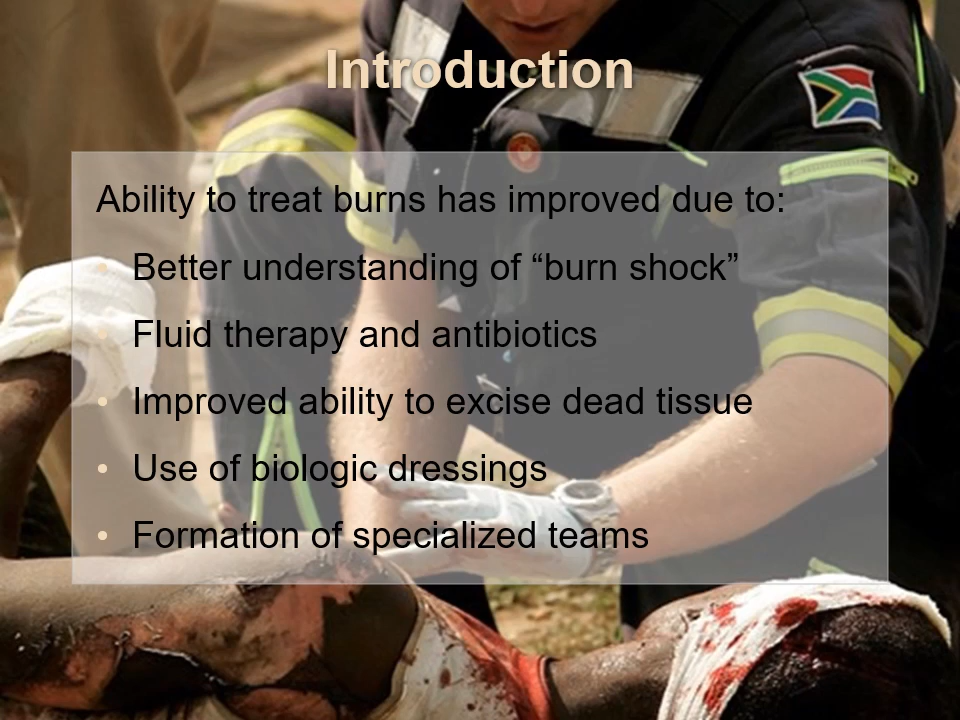 Introduction
Ability to treat burns has improved due to:
• Better understanding of “burn shock”
• Fluid therapy and antibiotics
• Improved ability to excise dead tissue
• Use of biologic dressings
• Formation of specialized teams